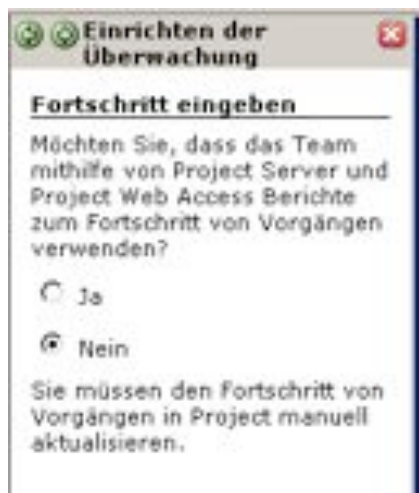 Einrichten der
Überwachung
Fortschritt eingeben
Möchten Sie, dass das Team
mithilfe von Project Server und
Project Web Access Berichte
zum Fortschritt von Vorgängen
verwenden?
Ja
Nein
Sie müssen den Fortschritt von
Vorgängen in Project manuell
aktualisieren.